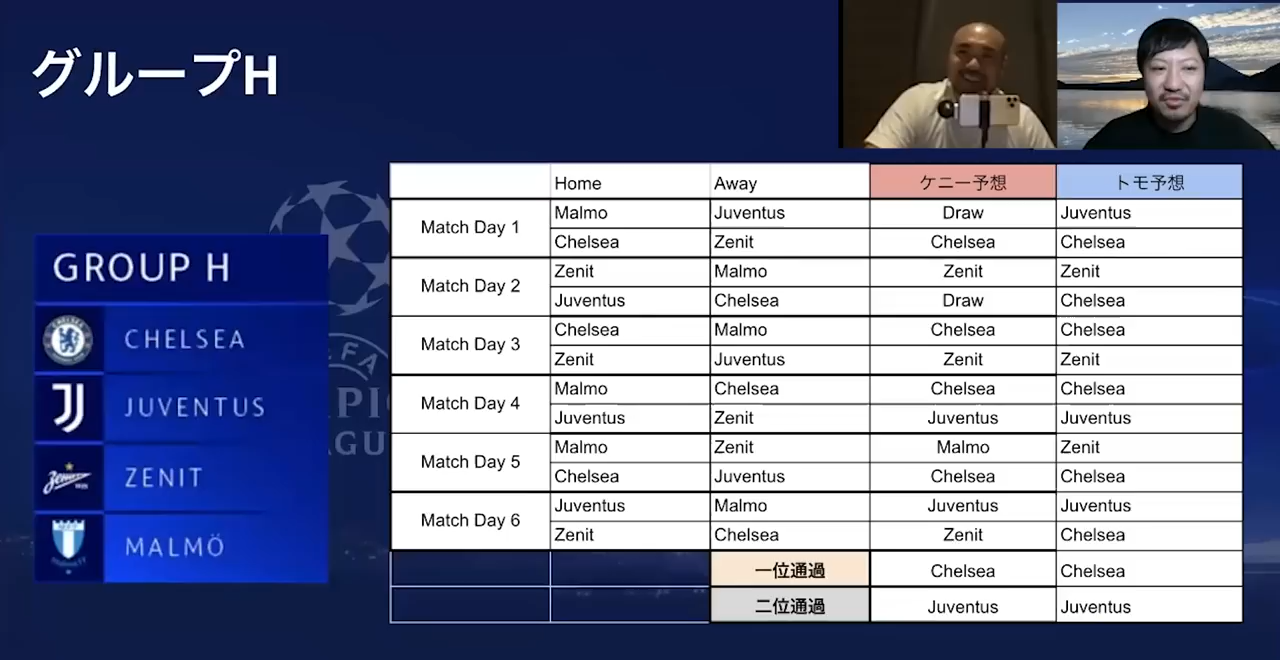 グループH
GROUP H
CHELSEA
JUVENTUS
ZENIT
MALMÖ
Home Away ケニー予想 トモ予想
Match Day 1
Malmo Juventus Draw Juventus
Chelsea Zenit Chelsea Chelsea
Match Day 2
Zenit Malmo Zenit Zenit
Juventus Chelsea Draw Chelsea
Match Day 3
Chelsea Malmo Chelsea Chelsea
Zenit Juventus Zenit Zenit
Match Day 4
Malmo Chelsea Chelsea Chelsea
Juventus Zenit Juventus Juventus
Match Day 5
Malmo Zenit Malmo Zenit
Chelsea Juventus Chelsea Chelsea
Match Day 6
Juventus Malmo Juventus Juventus
Zenit Chelsea Zenit Chelsea
一位通過 Chelsea Chelsea
二位通過 Juventus Juventus